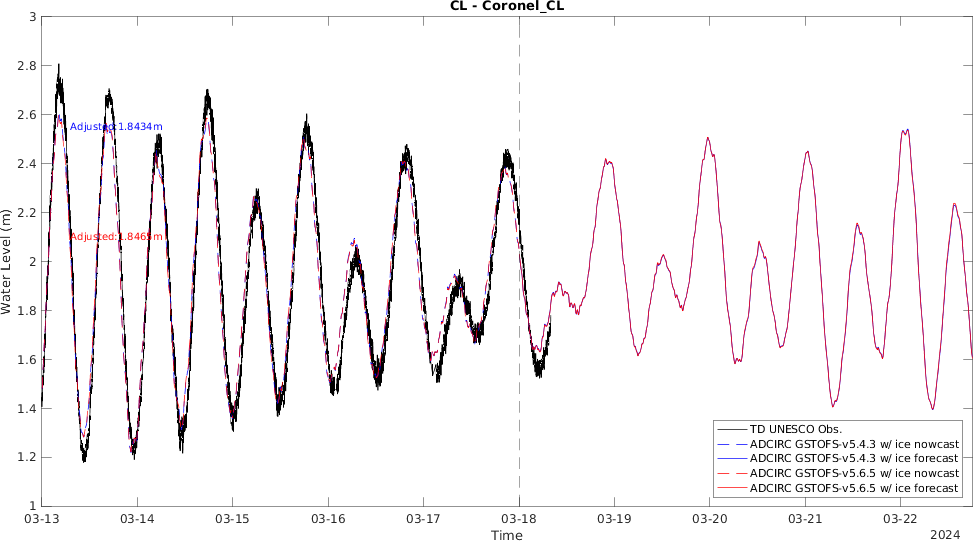 CL - Coronel_CL
3
2.8
2.6
2.4
2.2
2
1.8
1.6
1.4
1.2
1
Water Level (m)
Adjusted:1.8434m
Adjusted:1.8465m
TD UNESCO Obs.
ADCIRC GSTOFS-v5.4.3 w/ ice nowcast
ADCIRC GSTOFS-v5.4.3 w/ ice forecast
ADCIRC GSTOFS-v5.6.5 w/ ice nowcast
ADCIRC GSTOFS-v5.6.5 w/ ice forecast
03-13 03-14 03-15 03-16 03-17 03-18 03-19 03-20 03-21 03-22
Time
2024